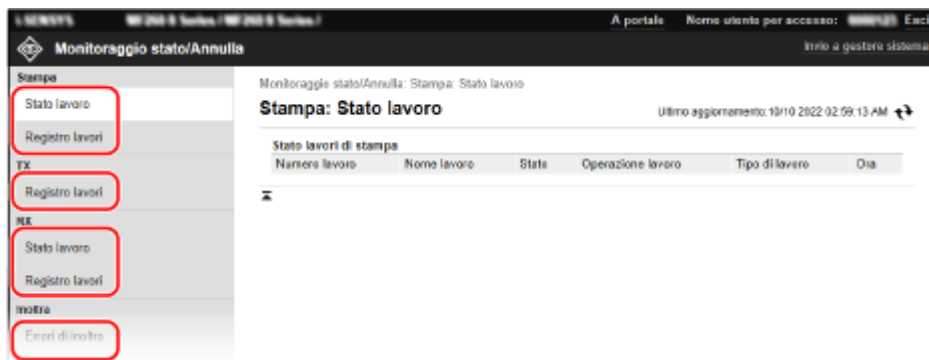 A portale Nome utente per accesso: Esci
Monitoraggio stato/Annulla
Invio a gestore sistema
Stampa
Stato lavoro
Registro lavori
TX
Registro lavori
RX
Stato lavoro
Registro lavori
Inoltra
Errori di inoltro
Monitoraggio stato/Annulla: Stampa: Stato lavoro
Stampa: Stato lavoro
Ultimo aggiornamento: 10/10 2022 02:59:13 AM
Stato lavori di stampa
Numero lavoro Nome lavoro Stato Operazione lavoro Tipo di lavoro Ora